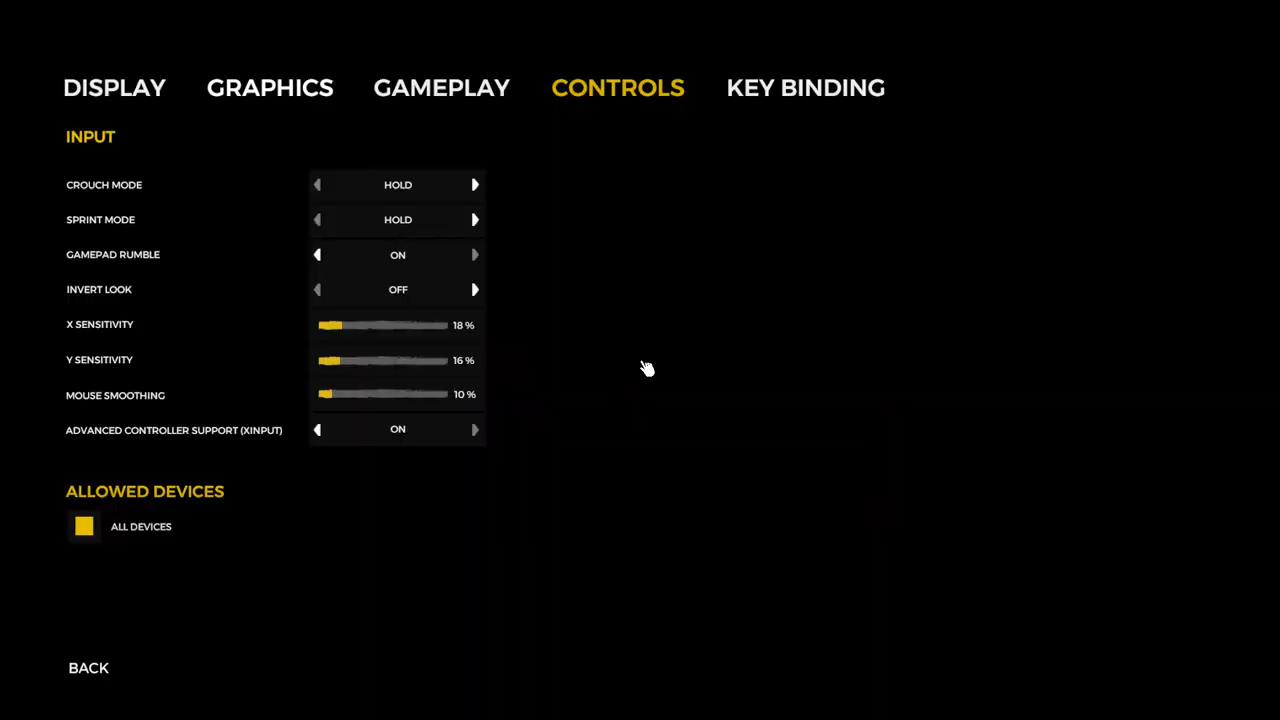 DISPLAY GRAPHICS GAMEPLAY CONTROLS KEY BINDING
INPUT
CROUCH MODE HOLD
SPRINT MODE HOLD
GAMEPAD RUMBLE ON
INVERT LOOK OFF
X SENSITIVITY 18 %
Y SENSITIVITY 16 %
MOUSE SMOOTHING 10 %
ADVANCED CONTROLLER SUPPORT (XINPUT) ON
ALLOWED DEVICES
ALL DEVICES
BACK